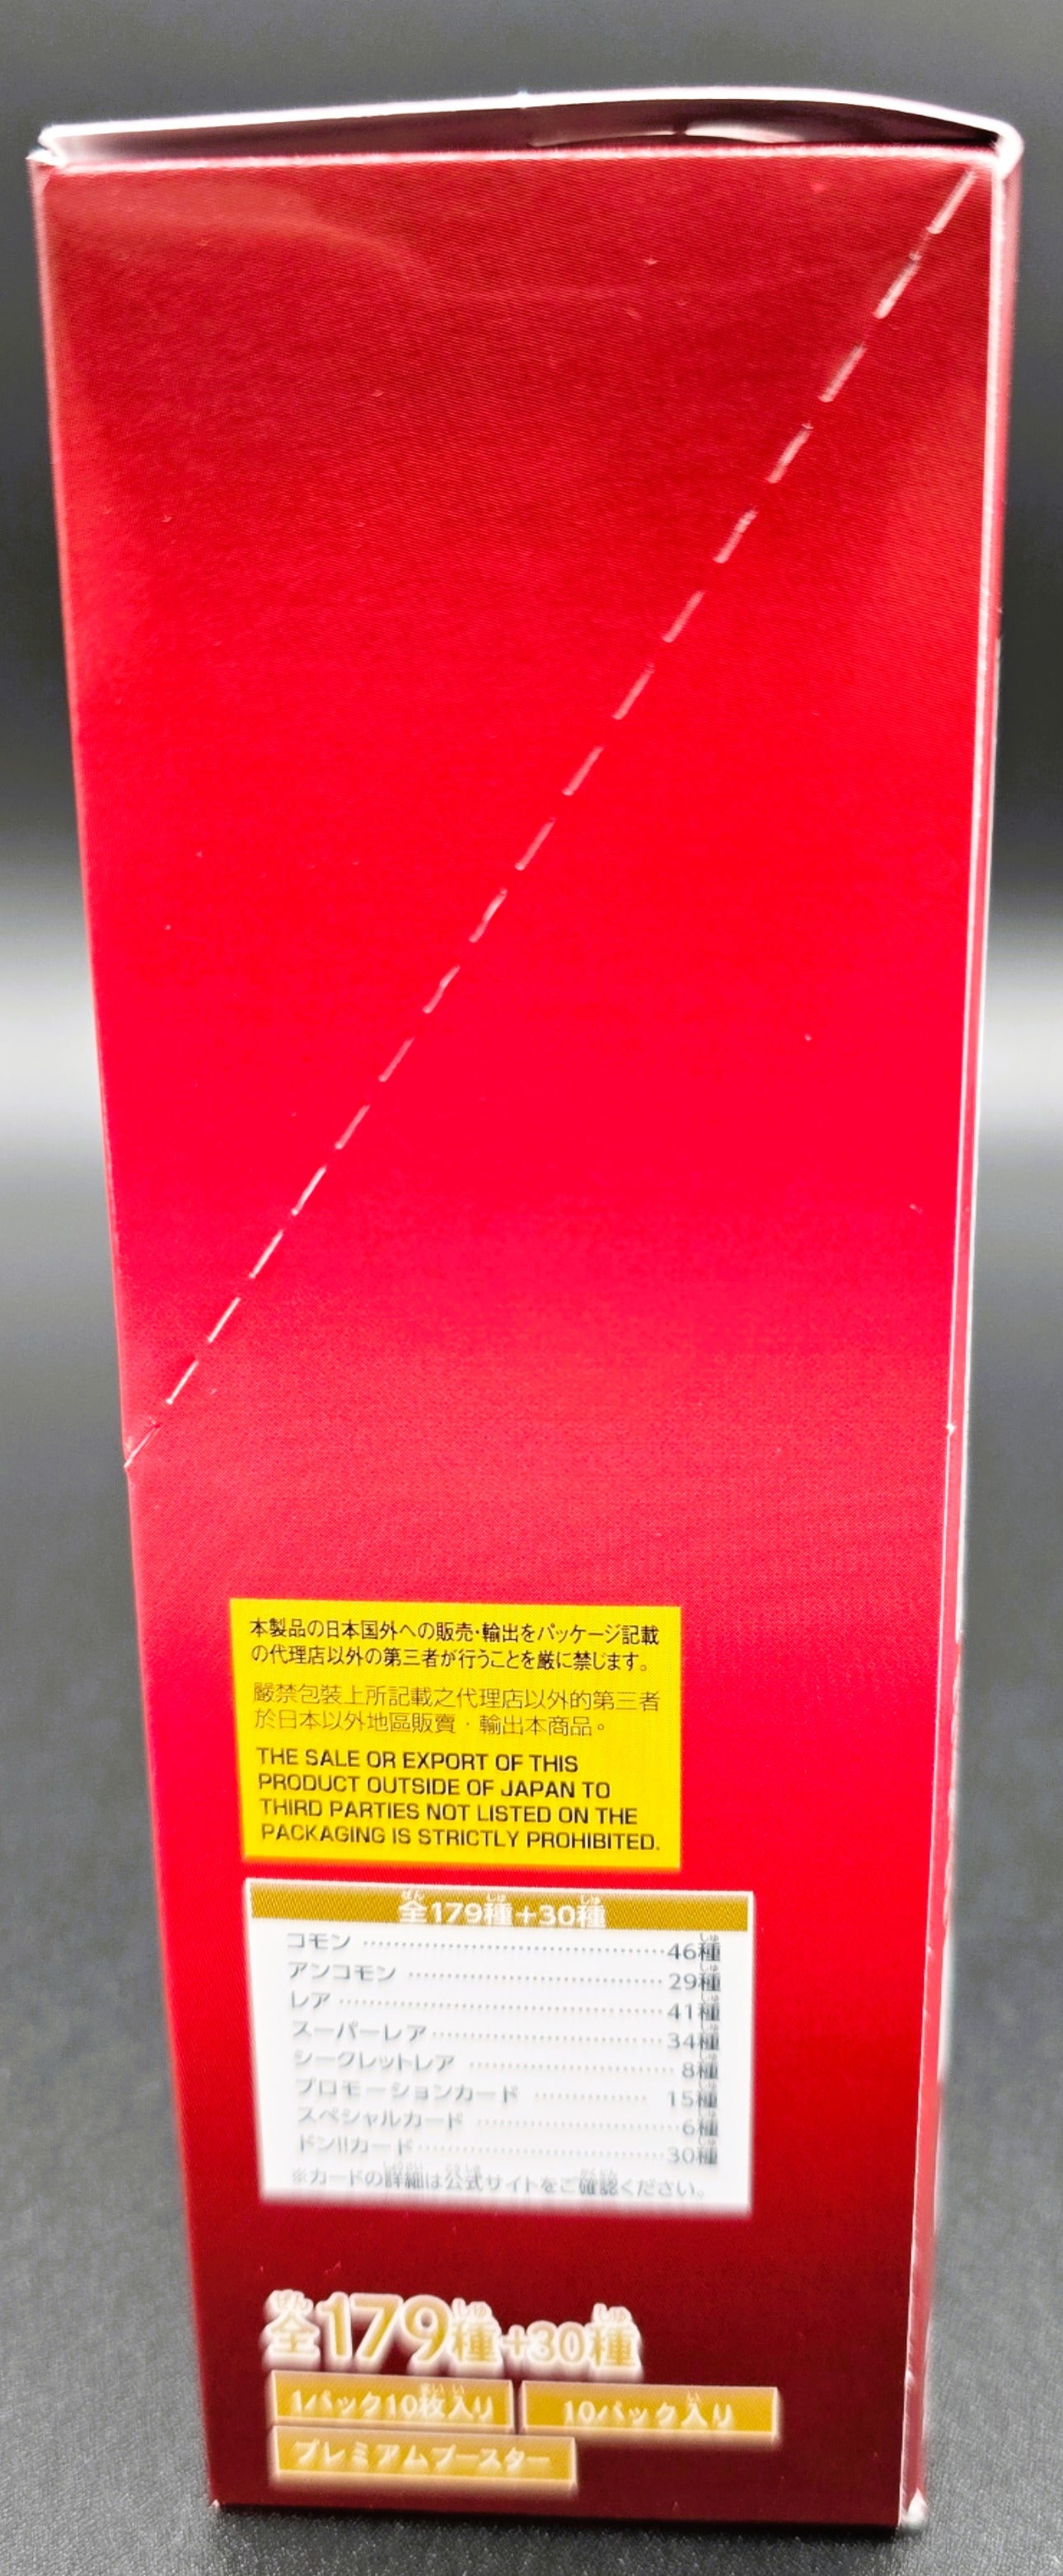 本製品の日本国外への販売・輸出をパッケージ記載
の代理店以外の第三者が行うことを厳に禁じます。
嚴禁包裝上所記載之代理店以外的第三者
於日本以外地區販賣・輸出本商品。
THE SALE OR EXPORT OF THIS
PRODUCT OUTSIDE OF JAPAN TO
THIRD PARTIES NOT LISTED ON THE
PACKAGING IS STRICTLY PROHIBITED.
全179種+30種
コモン 46種
アンコモン 29種
レア 41種
スーパーレア 34種
シークレットレア 8種
プロモーションカード 15種
スペシャルカード 6種
ドン!!カード 30種
※カードの詳細は公式サイトをご確認ください。
全179種+30種
1パック10枚入り 10パック入り
プレミアムブースター